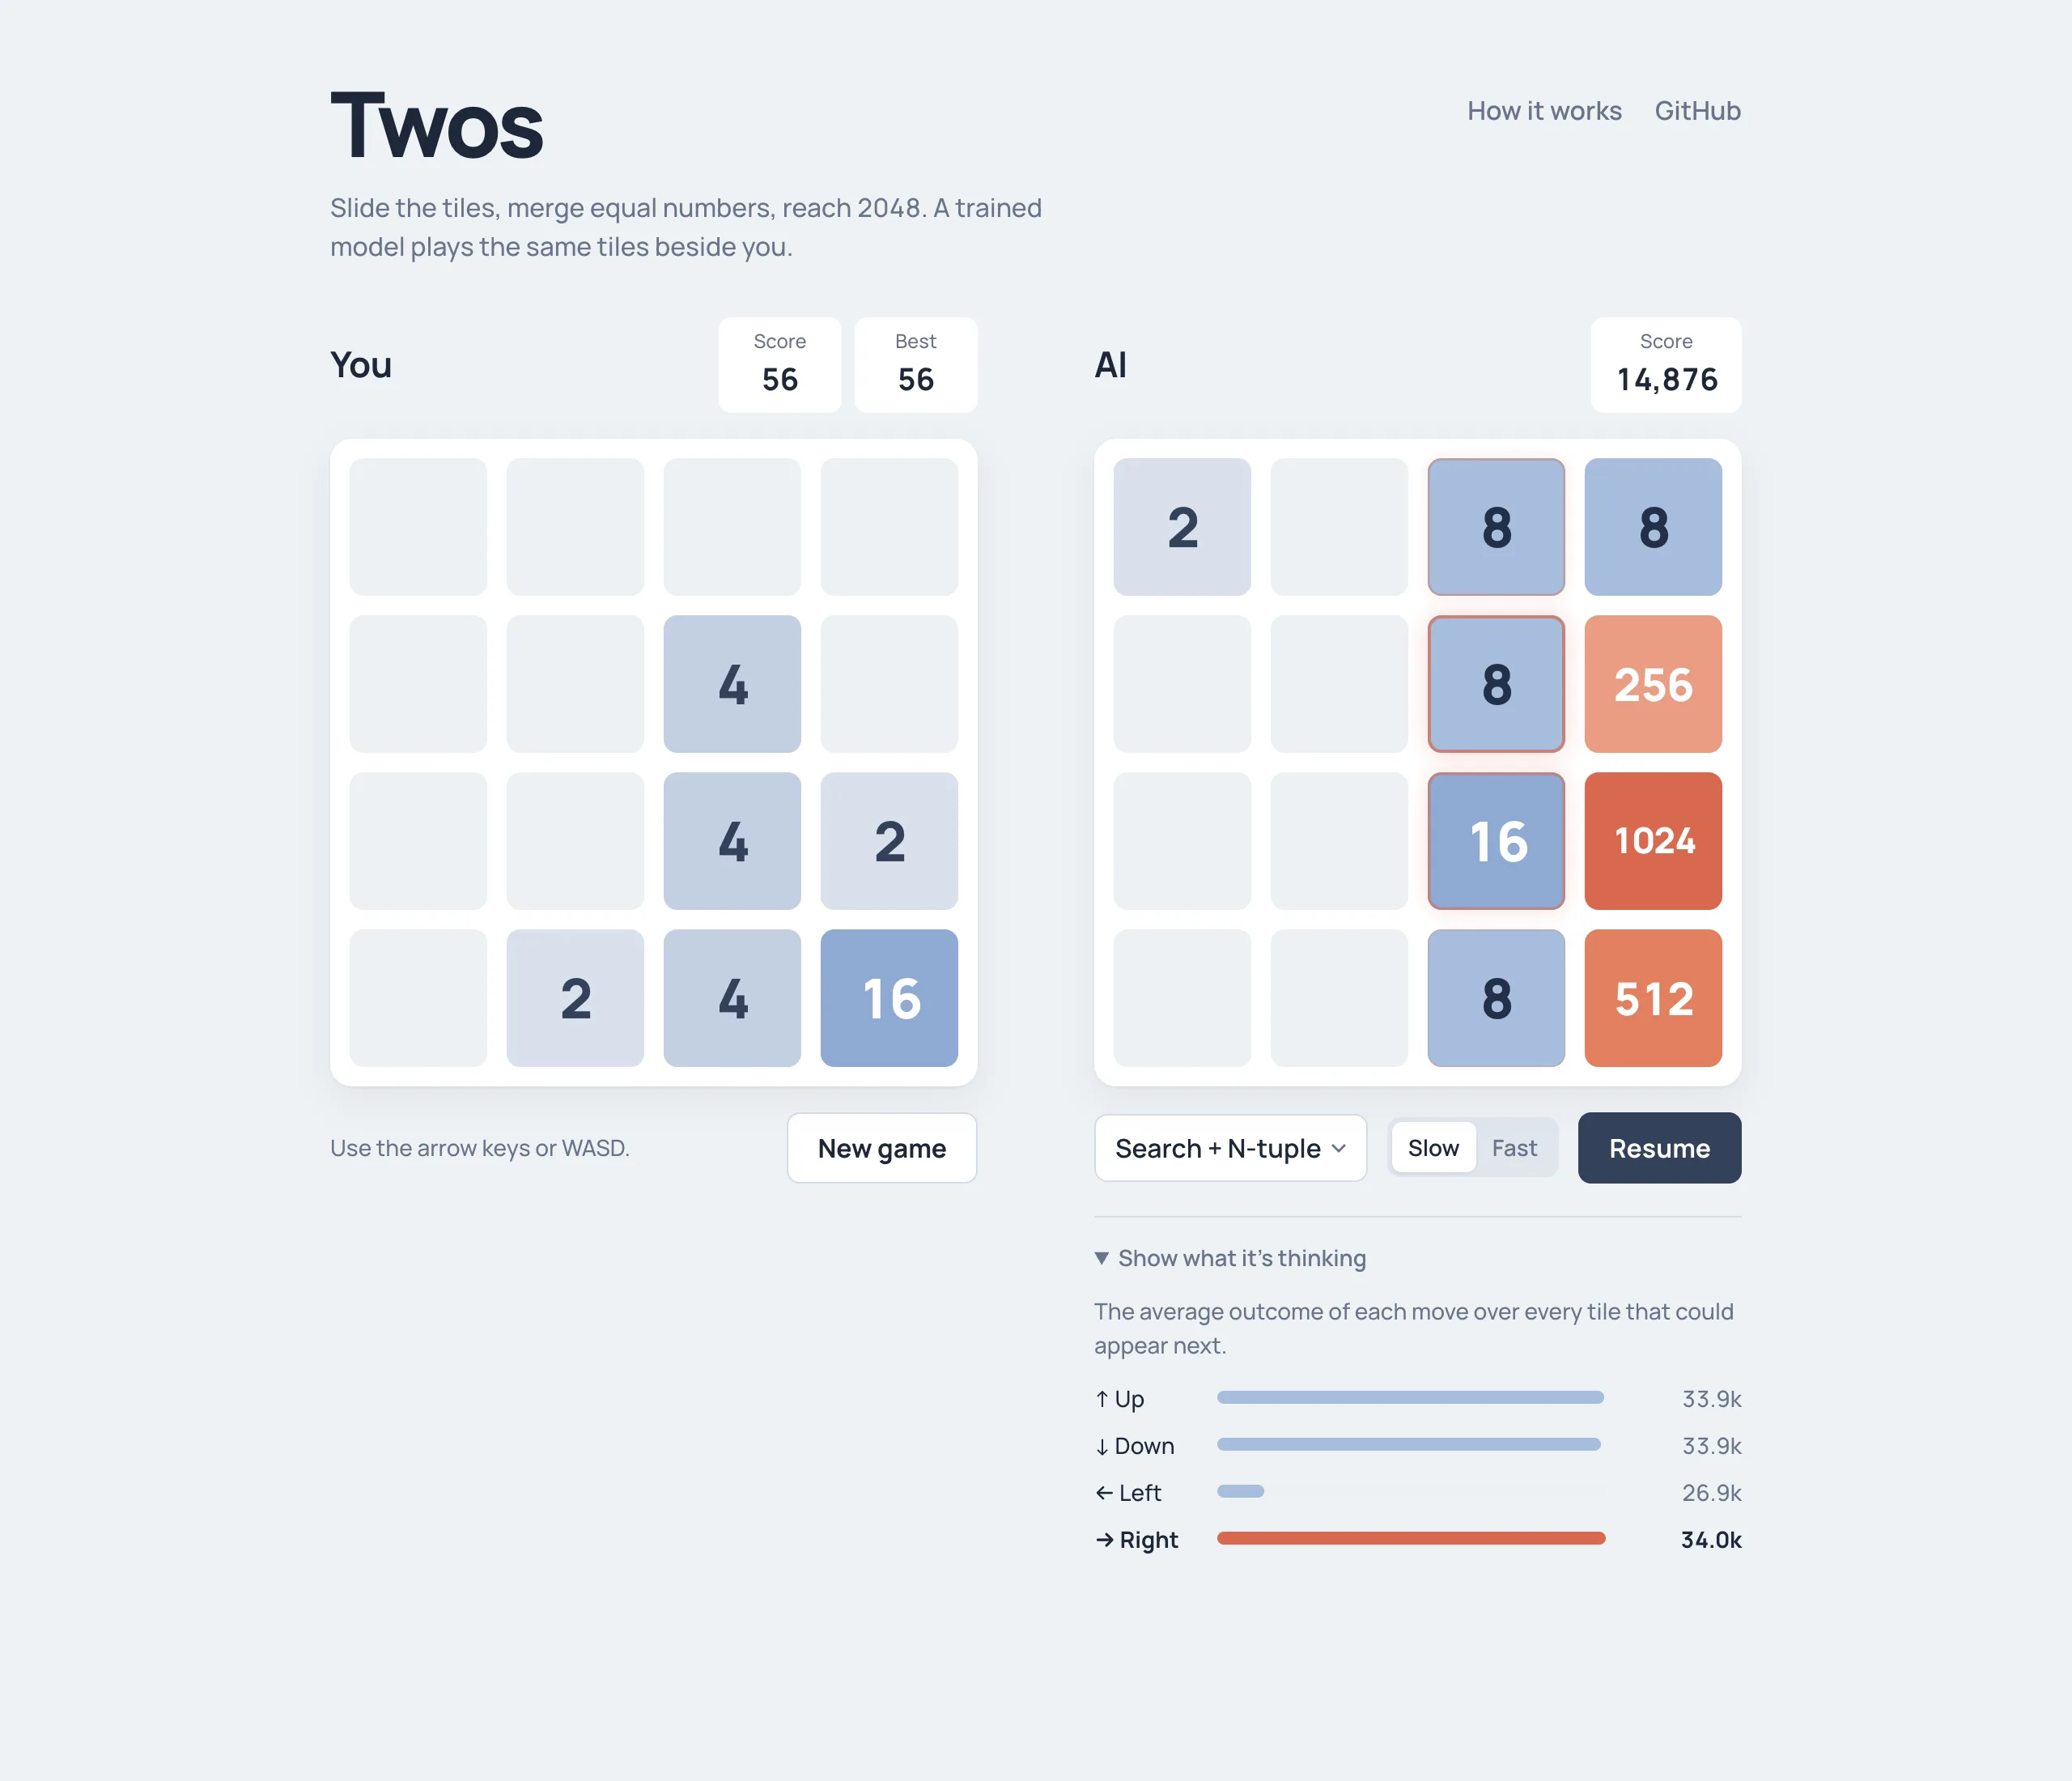 Twos
How it works GitHub
Slide the tiles, merge equal numbers, reach 2048. A trained
model plays the same tiles beside you.
You
Score
56
Best
56
4
4 2
2 4 16
Use the arrow keys or WASD.
New game
AI
Score
14,876
2 8 8
8 256
16 1024
8 512
Search + N-tuple
Slow Fast
Resume
▼ Show what it’s thinking
The average outcome of each move over every tile that could
appear next.
↑ Up 33.9k
↓ Down 33.9k
← Left 26.9k
→ Right 34.0k